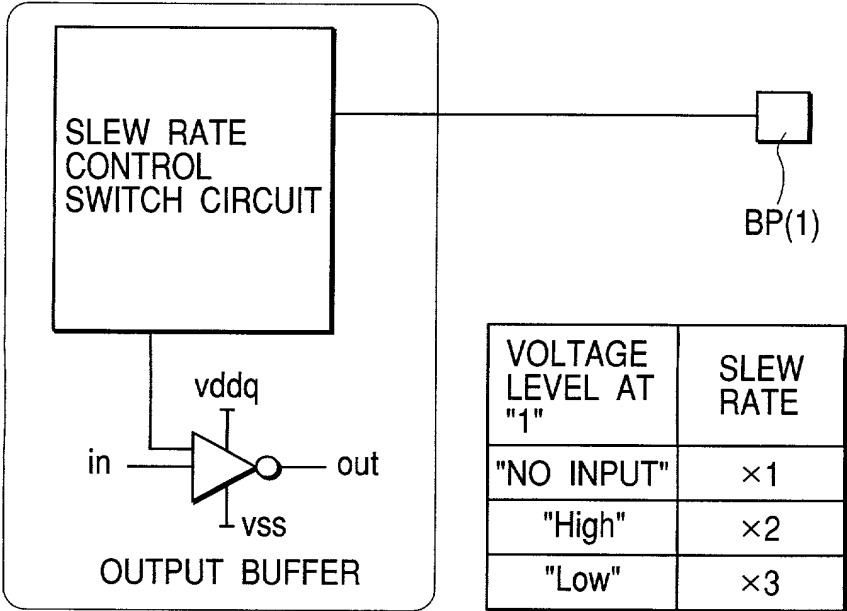 SLEW RATE
CONTROL
SWITCH CIRCUIT
BP(1)
vddq
in
out
vss
OUTPUT BUFFER
VOLTAGE
LEVEL AT
"1"
SLEW
RATE
"NO INPUT" ×1
"High" ×2
"Low" ×3